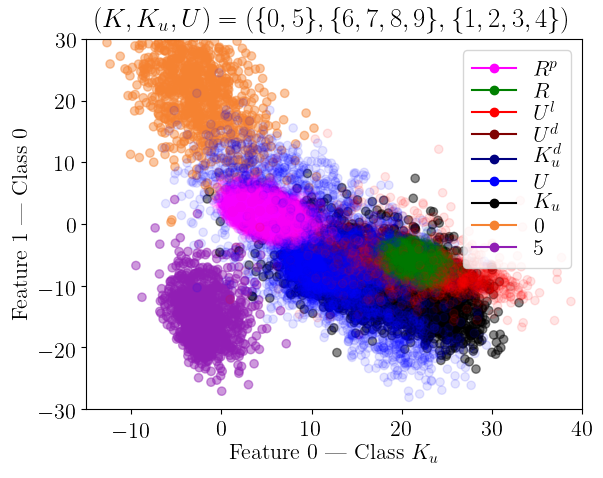 (K, K_u, U) = ({0, 5}, {6, 7, 8, 9}, {1, 2, 3, 4})
30
20
10
0
−10
−20
−30
Feature 1 — Class 0
R^p
R
U^l
U^d
K_u^d
U
K_u
0
5
−10 0 10 20 30 40
Feature 0 — Class K_u